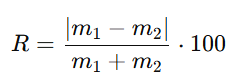 R = |m₁ − m₂| / (m₁ + m₂) · 100